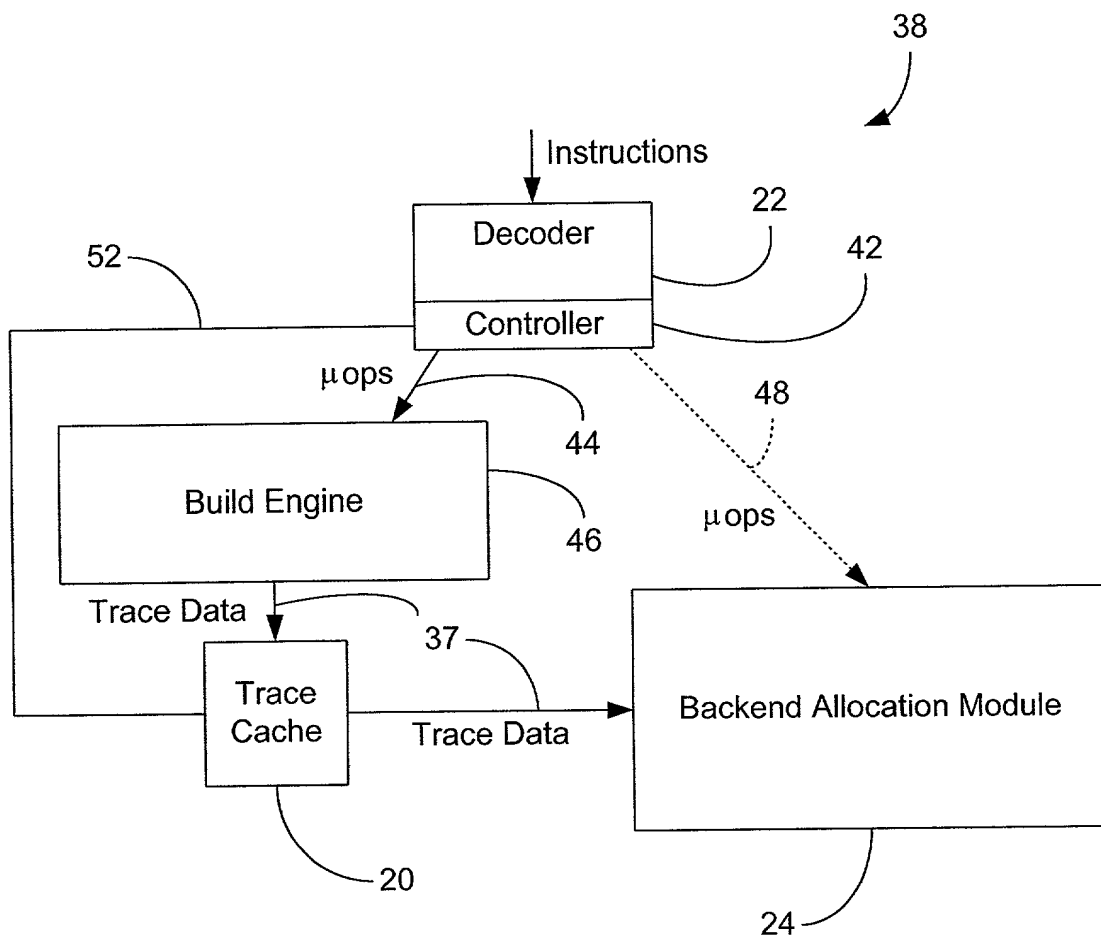 38
Instructions
22
Decoder
42
52
Controller
μops
48
44
Build Engine
μops
46
Trace Data
37
Trace
Cache
Backend Allocation Module
Trace Data
20
24